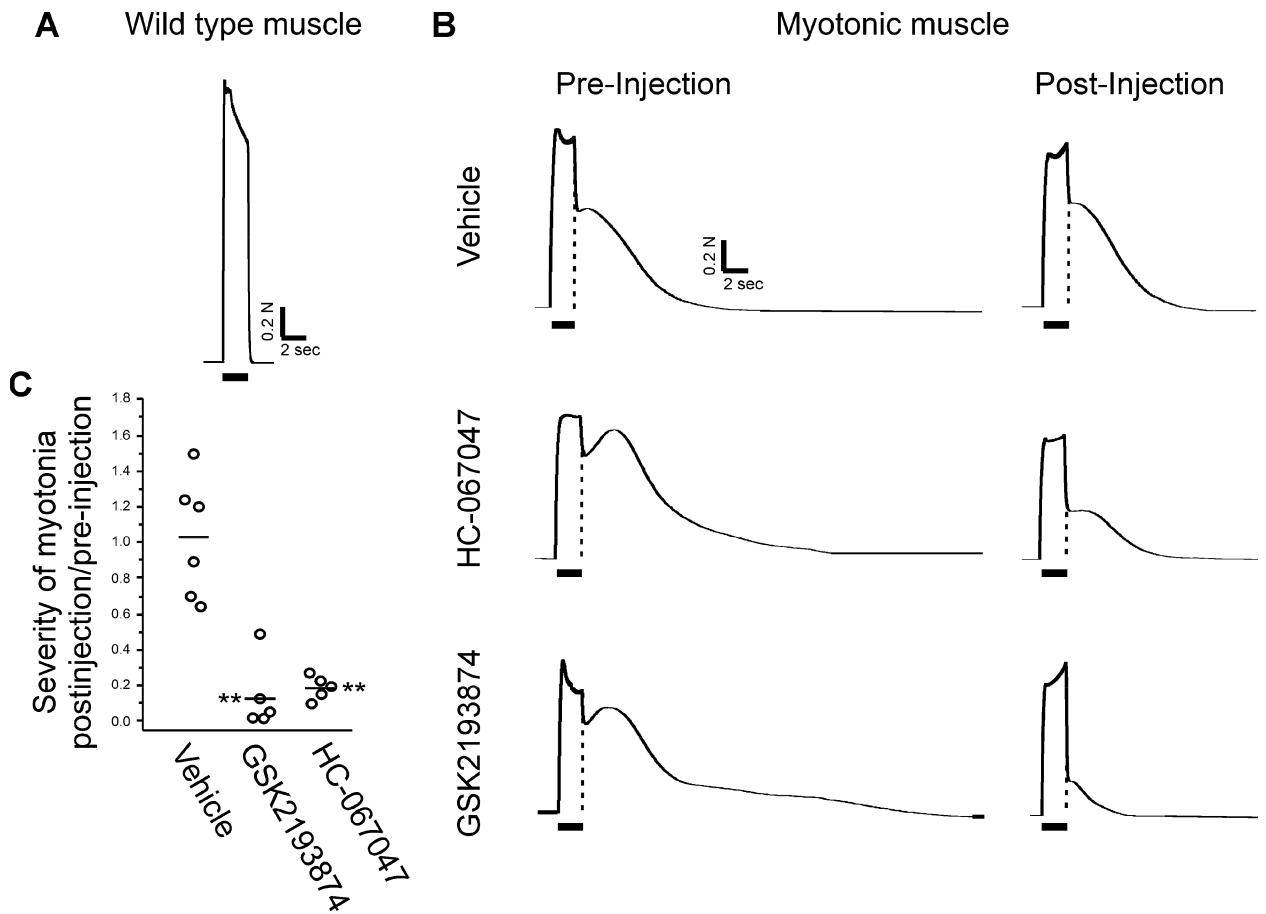 A Wild type muscle
0.2 N
2 sec
B Myotonic muscle
Pre-Injection Post-Injection
Vehicle
0.2 N
2 sec
HC-067047
GSK2193874
C
Severity of myotonia
postinjection/pre-injection
1.8
1.6
1.4
1.2
1.0
0.8
0.6
0.4
0.2
0.0
**
**
Vehicle
GSK2193874
HC-067047